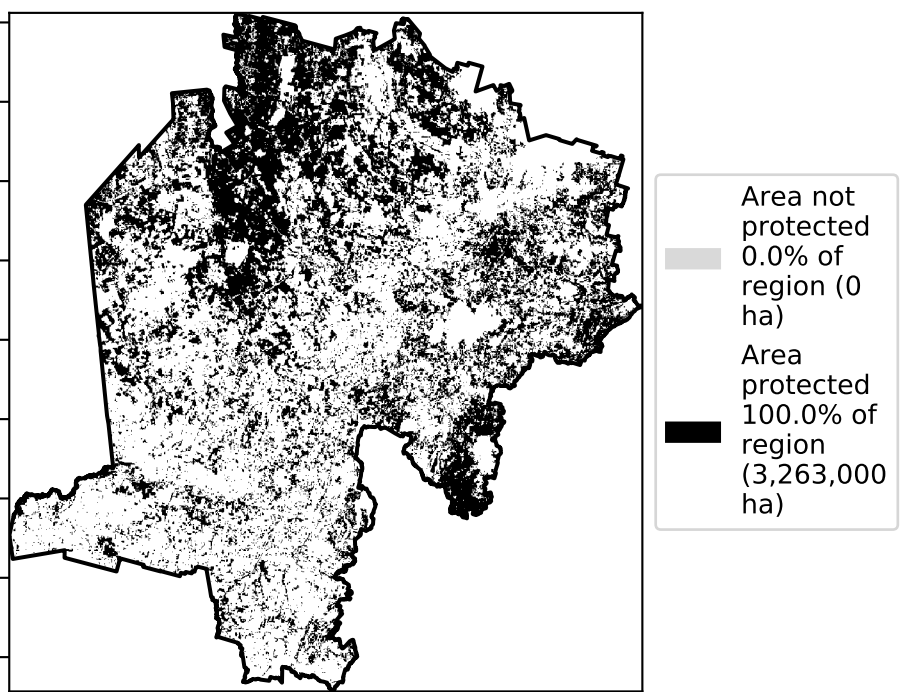 Area not
protected
0.0% of
region (0
ha)
Area
protected
100.0% of
region
(3,263,000
ha)